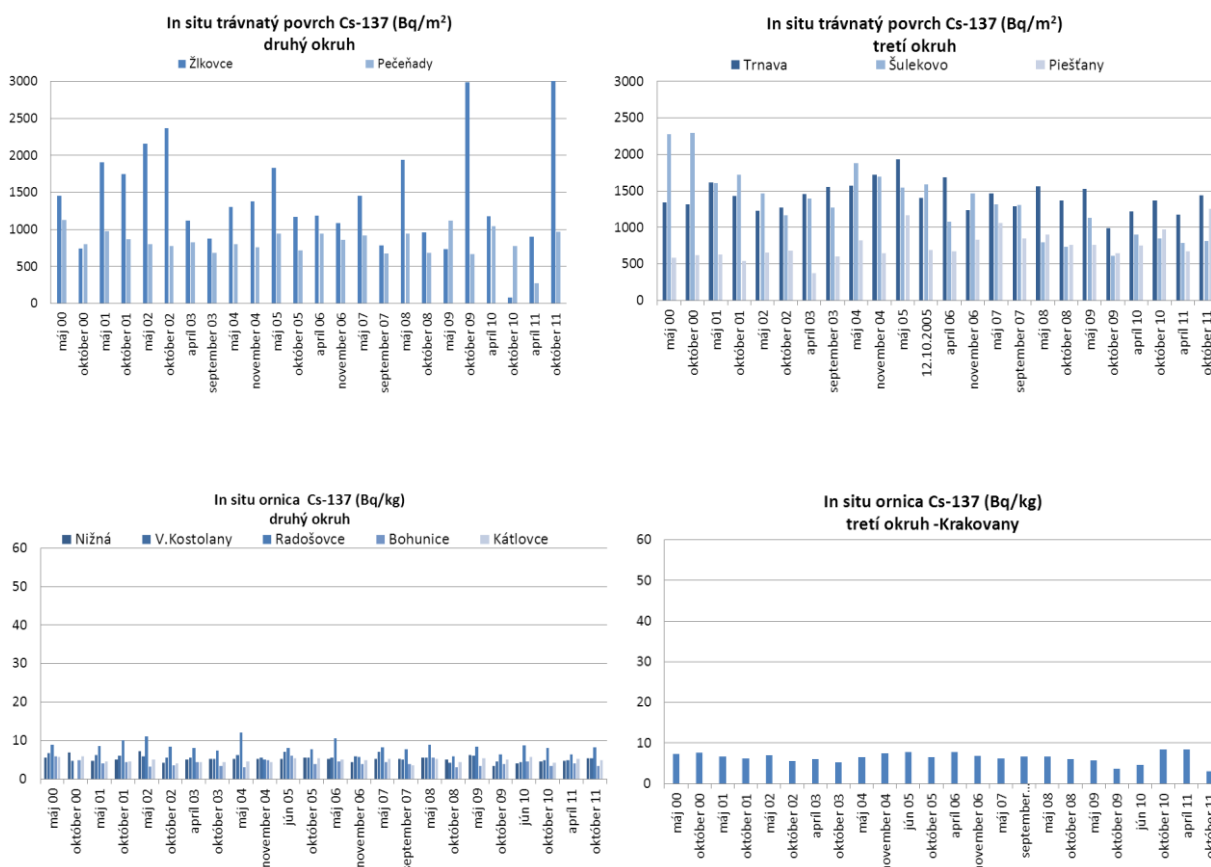 In situ trávnatý povrch Cs-137 (Bq/m²)
druhý okruh
Žlkovce Pečeňady
3000
2500
2000
1500
1000
500
0
máj 00
október 00
máj 01
október 01
máj 02
október 02
apríl 03
september 03
máj 04
november 04
máj 05
október 05
apríl 06
november 06
máj 07
september 07
máj 08
október 08
máj 09
október 09
apríl 10
október 10
apríl 11
október 11
In situ trávnatý povrch Cs-137 (Bq/m²)
tretí okruh
Trnava Šulekovo Piešťany
3000
2500
2000
1500
1000
500
0
máj 00
október 00
máj 01
október 01
máj 02
október 02
apríl 03
september 03
máj 04
november 04
máj 05
12.10.2005
apríl 06
november 06
máj 07
september 07
máj 08
október 08
máj 09
október 09
apríl 10
október 10
apríl 11
október 11
In situ ornica Cs-137 (Bq/kg)
druhý okruh
Nižná V.Kostolany Radošovce Bohunice Kátlovce
60
50
40
30
20
10
0
máj 00
október 00
máj 01
október 01
máj 02
október 02
apríl 03
október 03
máj 04
november 04
jún 05
október 05
máj 06
október 06
máj 07
september 07
máj 08
október 08
máj 09
október 09
jún 10
október 10
apríl 11
október 11
In situ ornica Cs-137 (Bq/kg)
tretí okruh -Krakovany
60
50
40
30
20
10
0
máj 00
október 00
máj 01
október 01
máj 02
október 02
apríl 03
október 03
máj 04
november 04
jún 05
október 05
apríl 06
november 06
máj 07
september...
máj 08
október 08
máj 09
október 09
jún 10
október 10
apríl 11
október 11